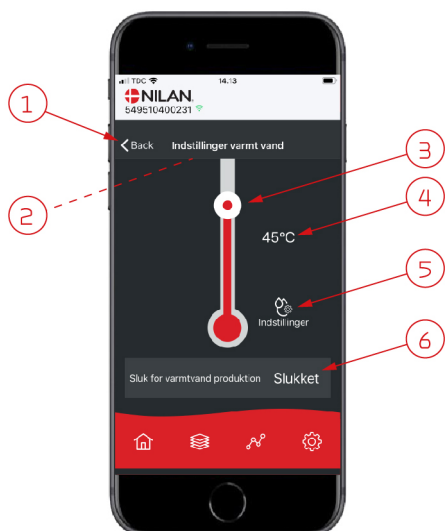 TDC 14.13
NILAN
549510400231
Back Indstillinger varmt vand
45°C
Indstillinger
Sluk for varmtvand produktion Slukket
1
2
3
4
5
6